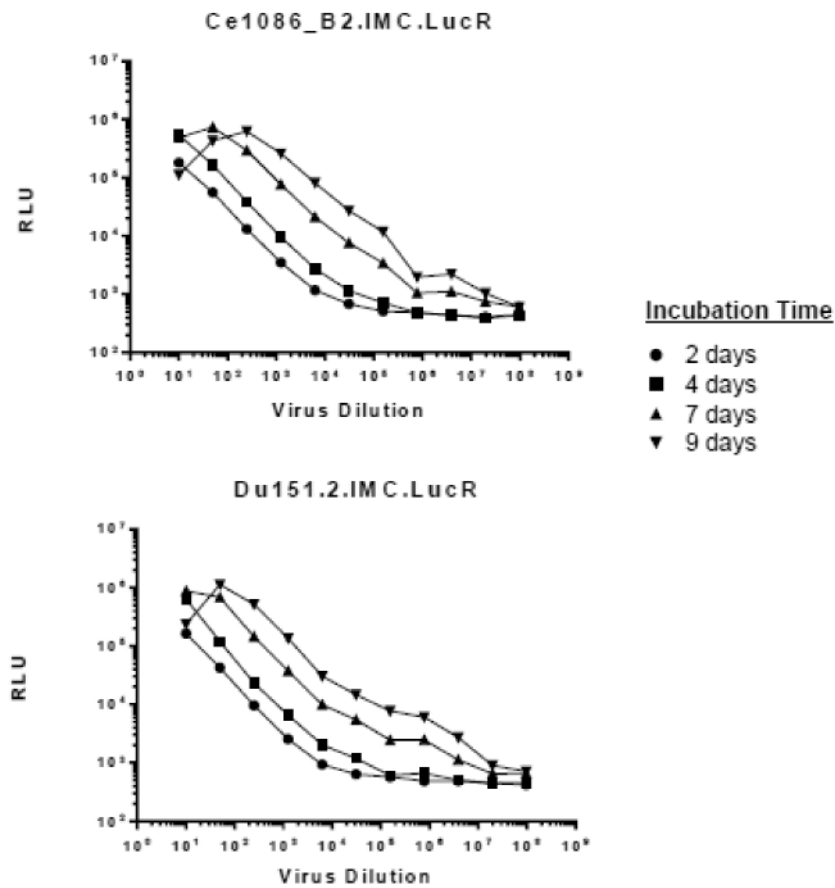 Ce1086_B2.IMC.LucR
10⁷
10⁶
10⁵
10⁴
10³
10²
RLU
10⁰ 10¹ 10² 10³ 10⁴ 10⁵ 10⁶ 10⁷ 10⁸ 10⁹
Virus Dilution
Incubation Time
2 days
4 days
7 days
9 days
Du151.2.IMC.LucR
10⁷
10⁶
10⁵
10⁴
10³
10²
RLU
10⁰ 10¹ 10² 10³ 10⁴ 10⁵ 10⁶ 10⁷ 10⁸ 10⁹
Virus Dilution